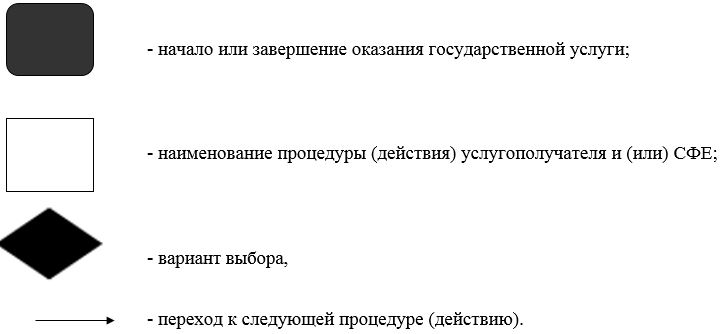 - начало или завершение оказания государственной услуги;
- наименование процедуры (действия) услугополучателя и (или) СФЕ;
- вариант выбора,
- переход к следующей процедуре (действию).